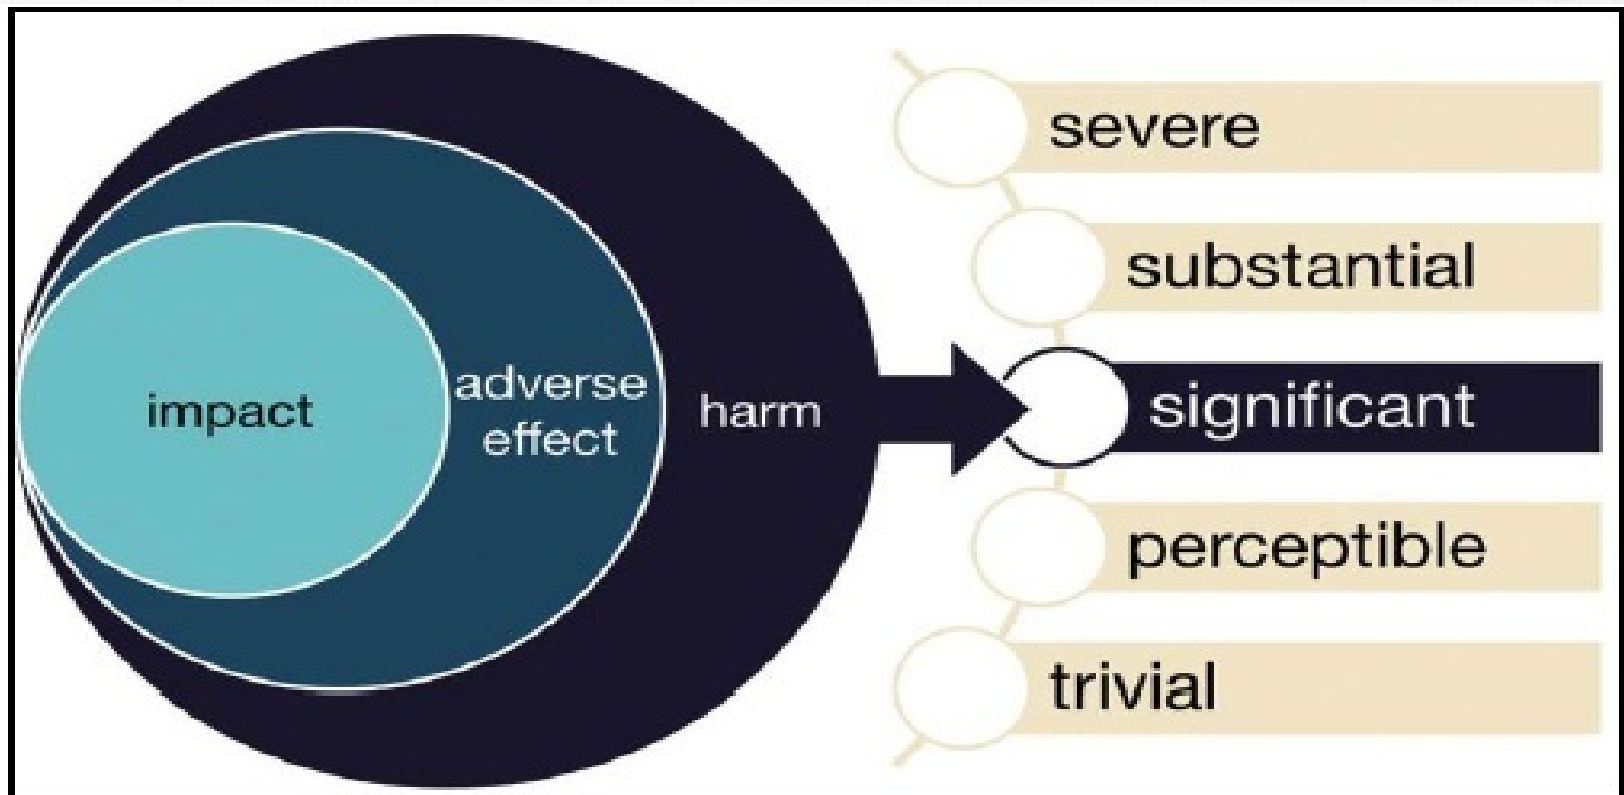 impact
adverse
effect
harm
severe
substantial
significant
perceptible
trivial